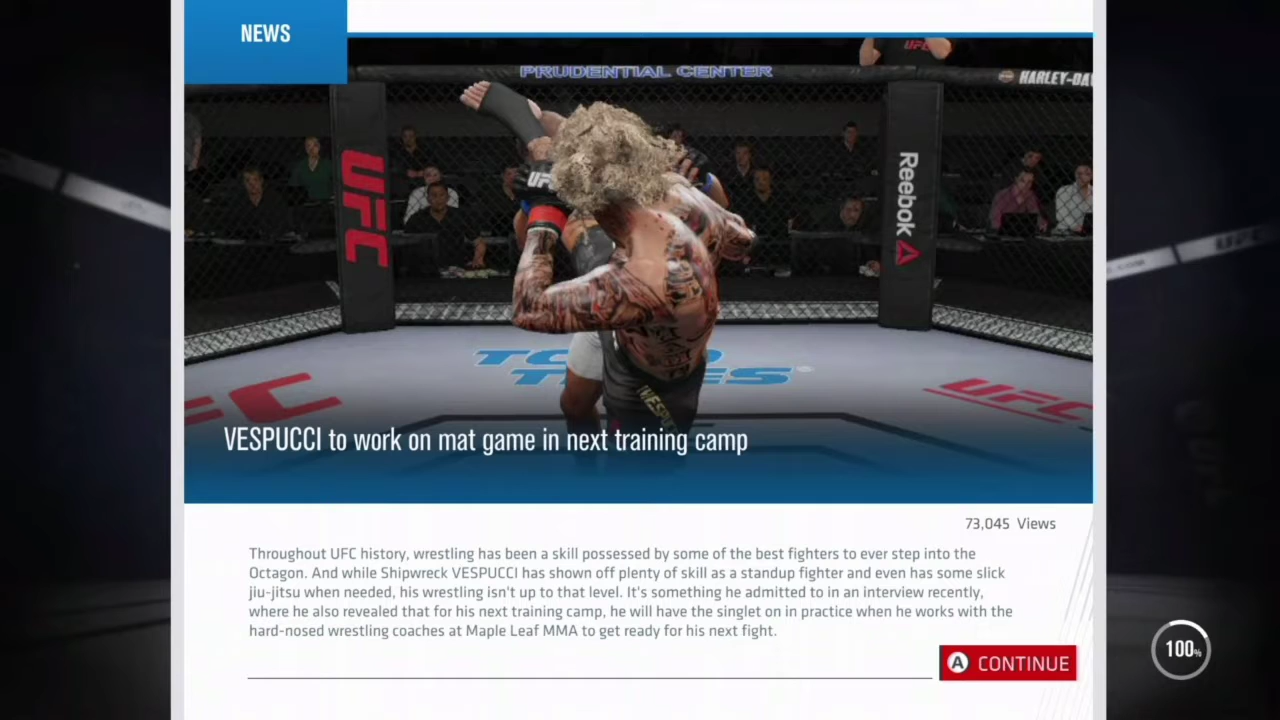 NEWS
PRUDENTIAL CENTER
HARLEY-DA
UFC
UFC
Reebok
UFC
UFC
VESPUCCI to work on mat game in next training camp
73,045 Views
Throughout UFC history, wrestling has been a skill possessed by some of the best fighters to ever step into the
Octagon. And while Shipwreck VESPUCCI has shown off plenty of skill as a standup fighter and even has some slick
jiu-jitsu when needed, his wrestling isn't up to that level. It's something he admitted to in an interview recently,
where he also revealed that for his next training camp, he will have the singlet on in practice when he works with the
hard-nosed wrestling coaches at Maple Leaf MMA to get ready for his next fight.
A CONTINUE
100%